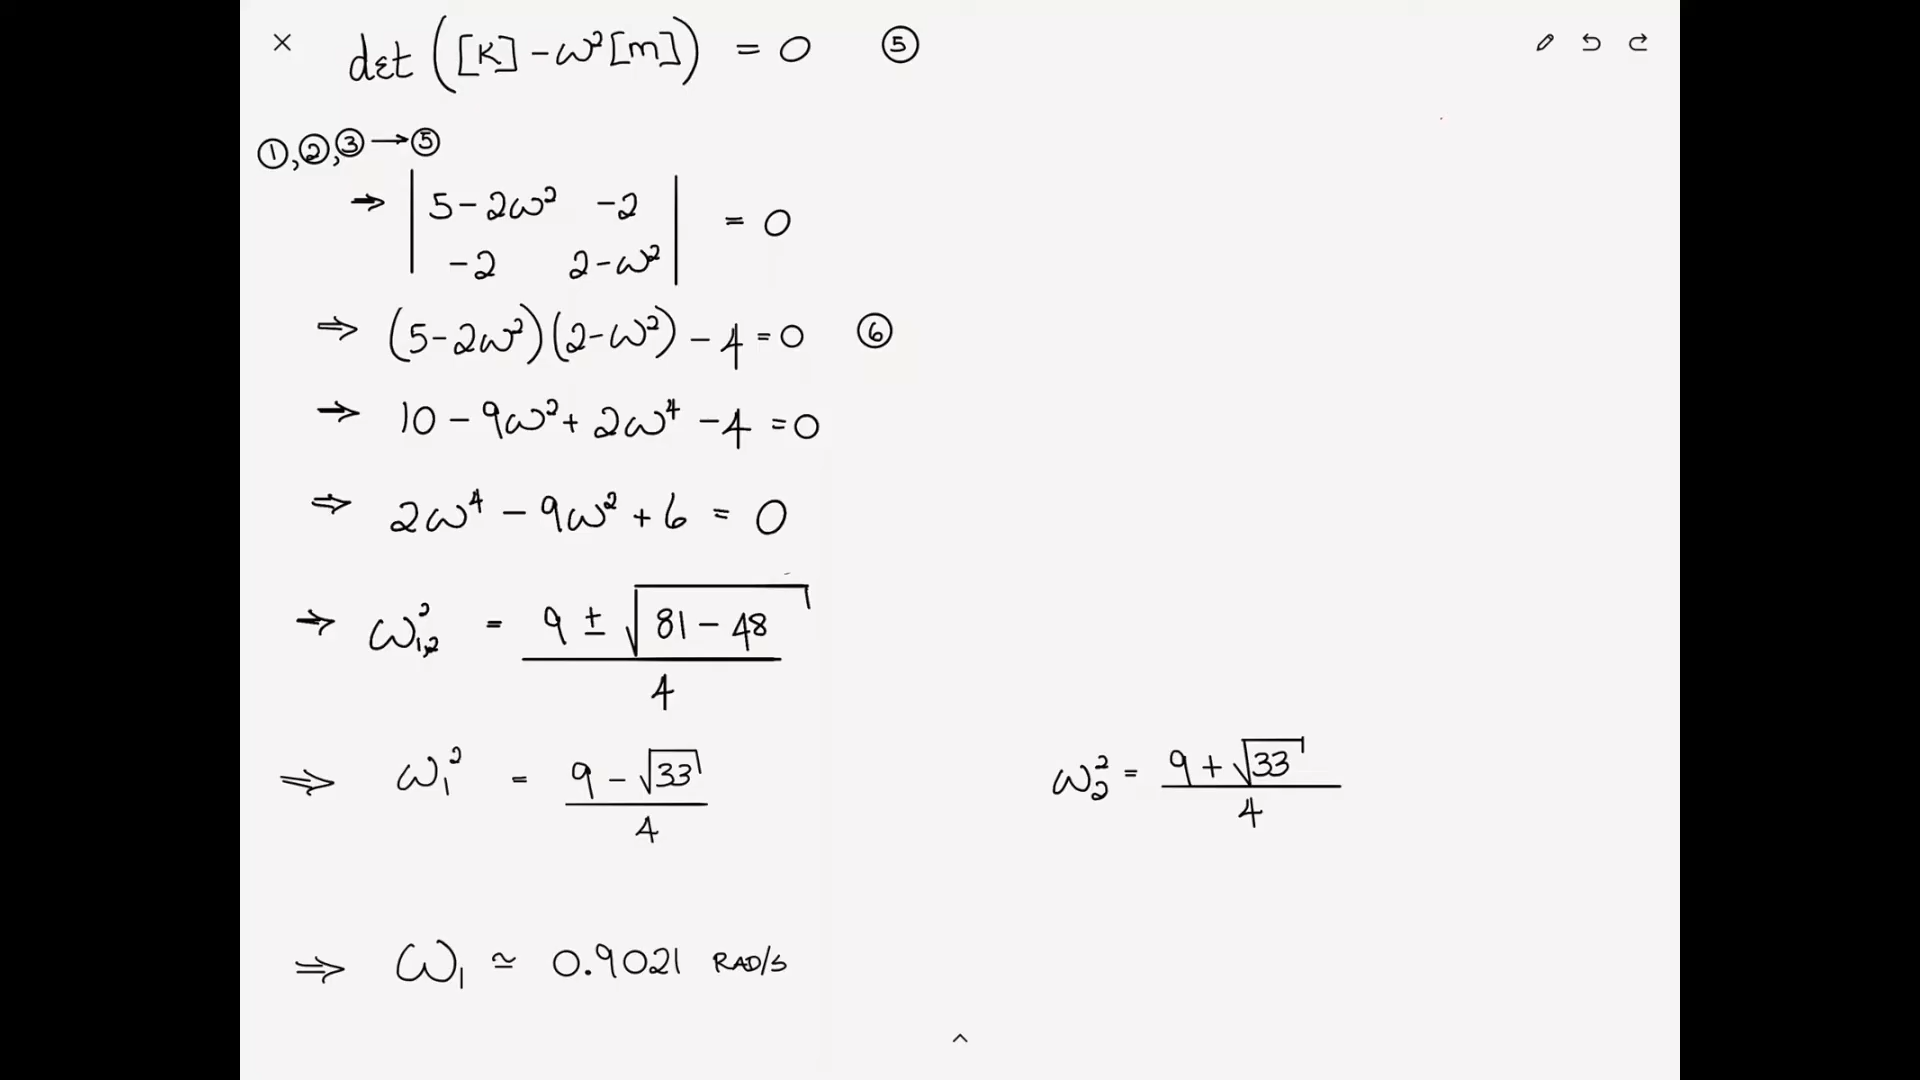 det ([K] - ω²[m]) = 0 ⑤
①,②,③ → ⑤
⇒ | 5 - 2ω² -2 |
| -2 2 - ω² | = 0
⇒ (5 - 2ω²)(2 - ω²) - 4 = 0 ⑥
⇒ 10 - 9ω² + 2ω⁴ - 4 = 0
⇒ 2ω⁴ - 9ω² + 6 = 0
⇒ ω₁,₂² = (9 ± √(81 - 48)) / 4
⇒ ω₁² = (9 - √33) / 4 ω₂² = (9 + √33) / 4
⇒ ω₁ ≃ 0.9021 RAD/S